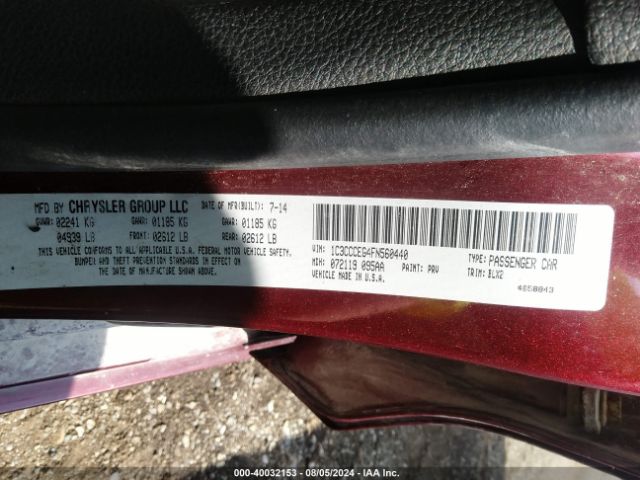 MFD BY CHRYSLER GROUP LLC DATE OF MFR(BUILT): 7-14
GVWR: 02241 KG GAWR: 01185 KG GAWR: 01185 KG
04939 LB FRONT: 02612 LB REAR: 02612 LB
THIS VEHICLE CONFORMS TO ALL APPLICABLE U.S.A. FEDERAL MOTOR VEHICLE SAFETY,
BUMPER AND THEFT PREVENTION STANDARDS IN EFFECT ON
THE DATE OF MANUFACTURE SHOWN ABOVE.
VIN: 1C3CCCEG4FN560440 TYPE: PASSENGER CAR
MDH: 072119 095AA PAINT: PRV TRIM: BLX2
VEHICLE MADE IN U.S.A. 4658843
000-40032153 - 08/05/2024 - IAA Inc.